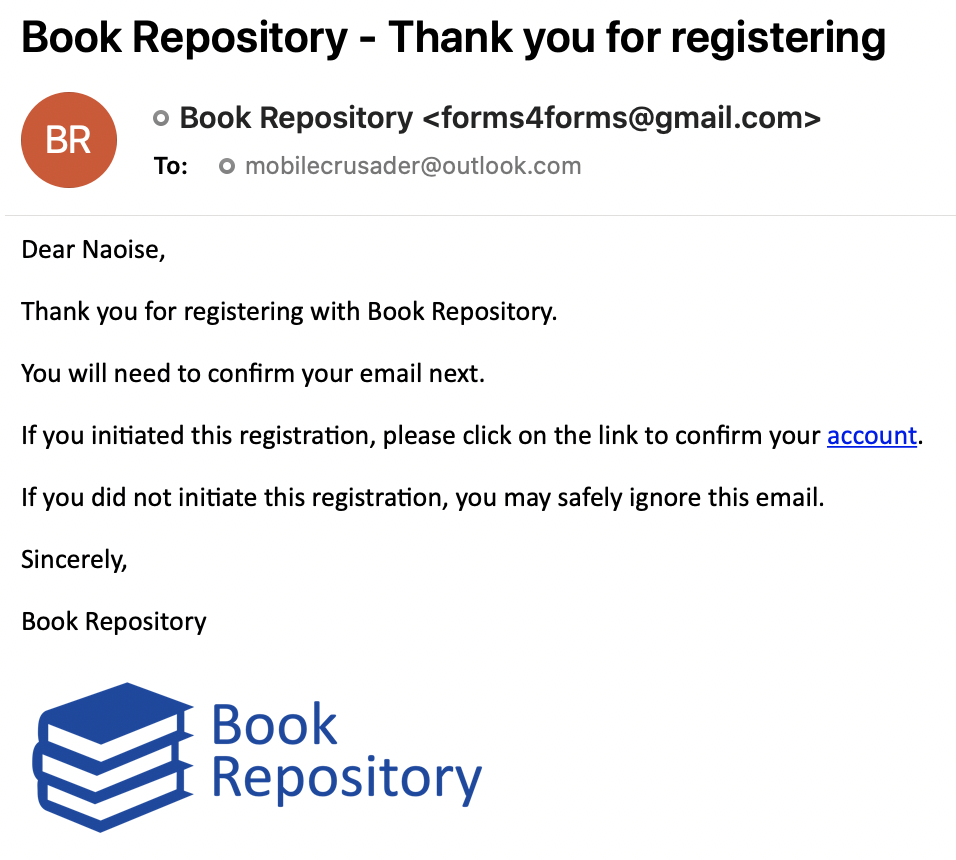 Book Repository - Thank you for registering
BR
Book Repository <forms4forms@gmail.com>
To: mobilecrusader@outlook.com
Dear Naoise,
Thank you for registering with Book Repository.
You will need to confirm your email next.
If you initiated this registration, please click on the link to confirm your account.
If you did not initiate this registration, you may safely ignore this email.
Sincerely,
Book Repository
Book
Repository